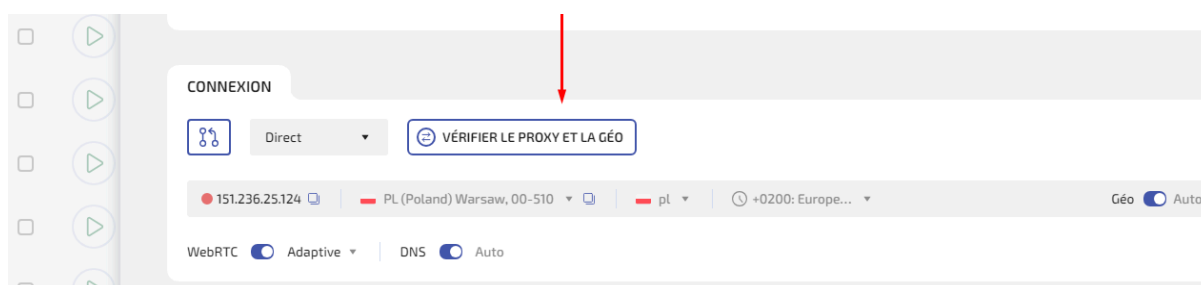 CONNEXION
Direct VÉRIFIER LE PROXY ET LA GÉO
151.236.25.124 PL (Poland) Warsaw, 00-510 pl +0200: Europe... Géo Auto
WebRTC Adaptive DNS Auto